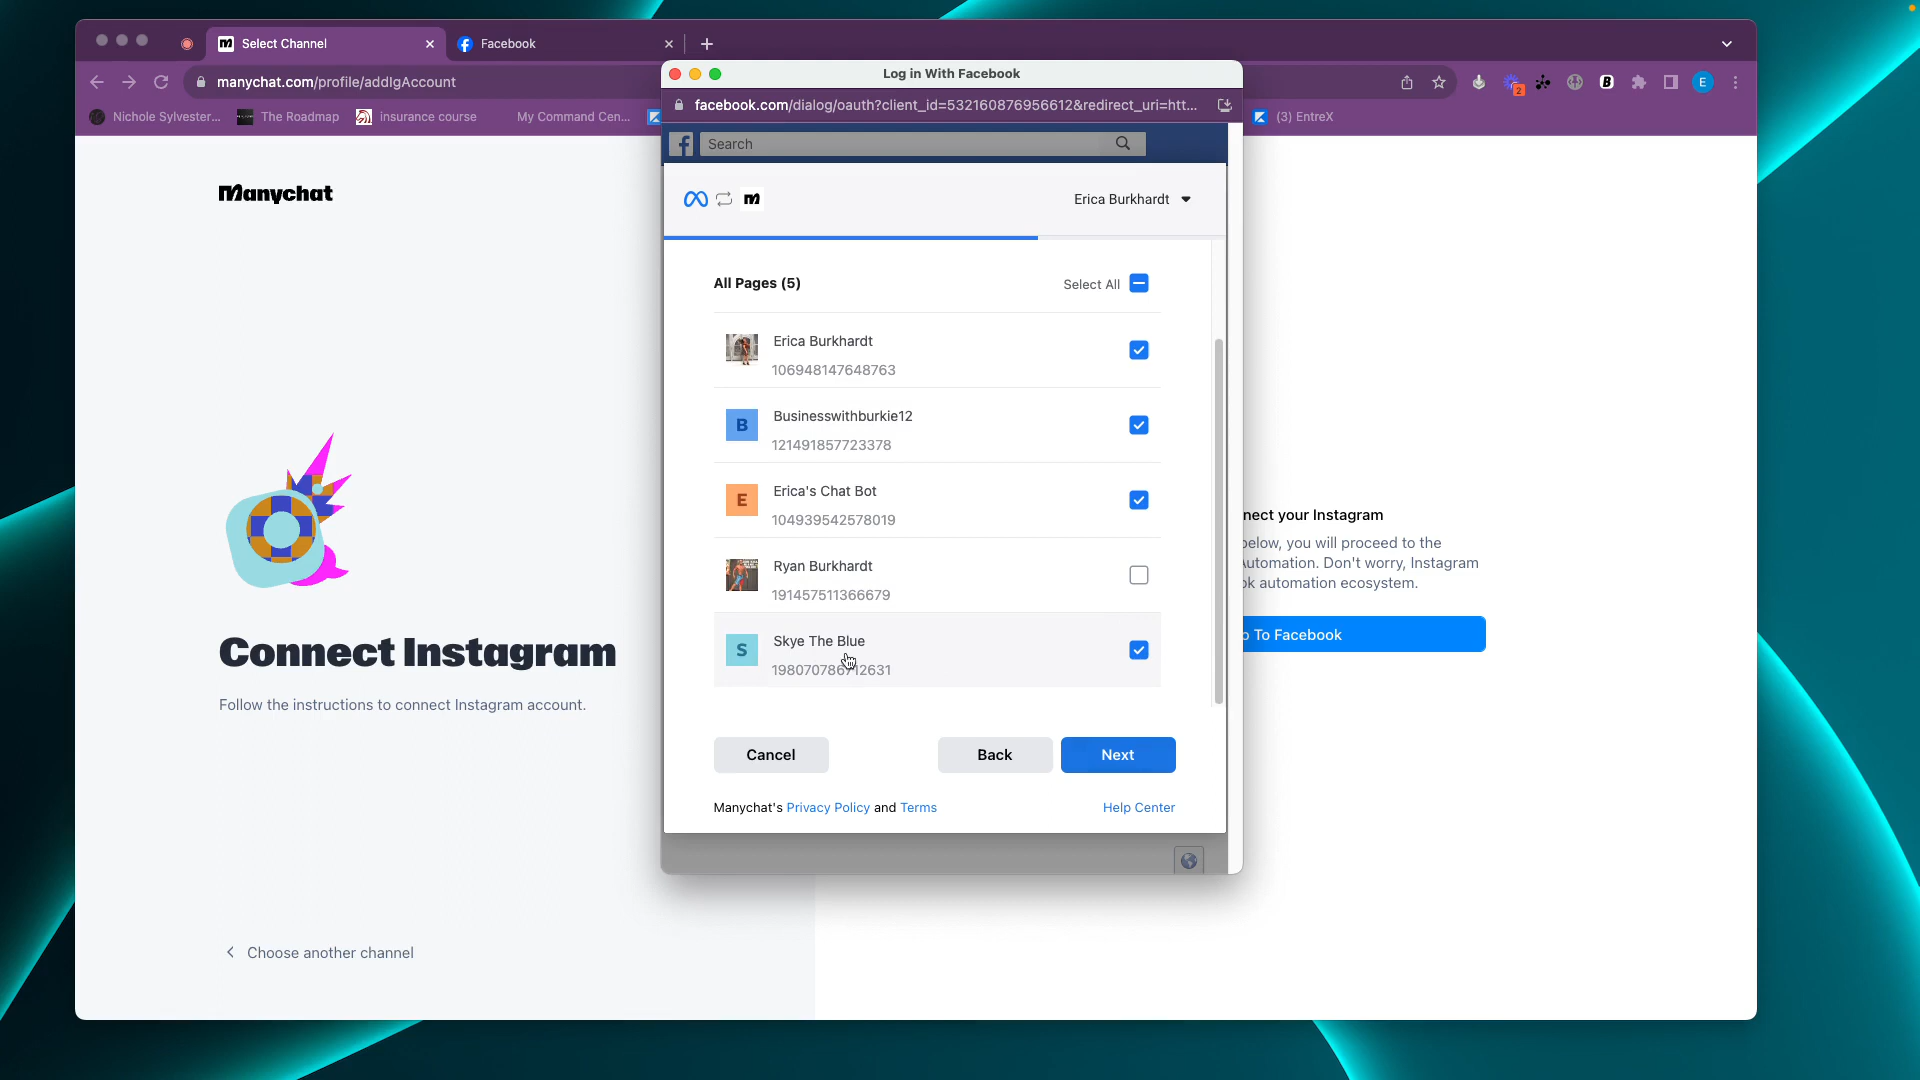 Select Channel
Facebook
manychat.com/profile/addIgAccount
Nichole Sylvester...
The Roadmap
insurance course
My Command Cen...
(3) EntreX
E
2
B
Log in With Facebook
facebook.com/dialog/oauth?client_id=532160876956612&redirect_uri=htt...
Search
Erica Burkhardt
All Pages (5)
Select All
Erica Burkhardt
106948147648763
B
Businesswithburkie12
121491857723378
E
Erica's Chat Bot
104939542578019
Ryan Burkhardt
191457511366679
S
Skye The Blue
Cancel
Back
Next
Manychat's Privacy Policy and Terms
Help Center
Manychat
Connect Instagram
Follow the instructions to connect Instagram account.
Choose another channel
nect your Instagram
elow, you will proceed to the
utomation. Don't worry, Instagram
k automation ecosystem.
o To Facebook